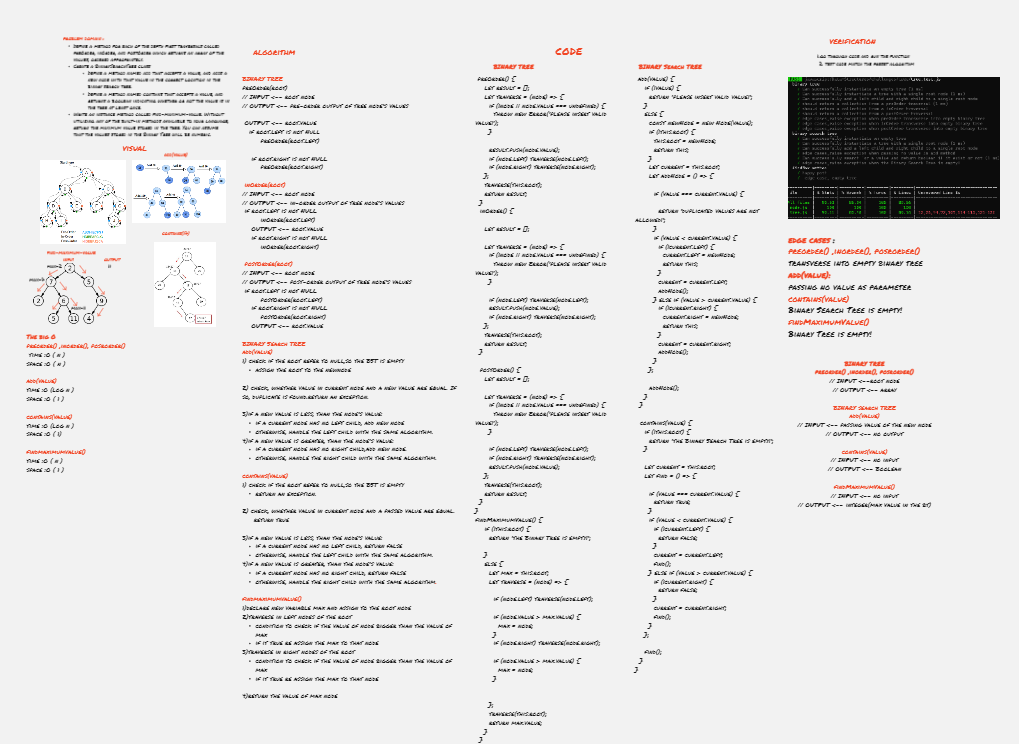 PROBLEM DOMAIN:-
• DEFINE A METHOD FOR EACH OF THE DEPTH FIRST TRAVERSALS CALLED
PREORDER, INORDER, AND POSTORDER WHICH RETURNS AN ARRAY OF THE
VALUES, ORDERED APPROPRIATELY.
• CREATE A BINARYSEARCHTREE CLASS
• DEFINE A METHOD NAMED ADD THAT ACCEPTS A VALUE, AND ADDS A
NEW NODE WITH THAT VALUE IN THE CORRECT LOCATION IN THE
BINARY SEARCH TREE.
• DEFINE A METHOD NAMED CONTAINS THAT ACCEPTS A VALUE, AND
RETURNS A BOOLEAN INDICATING WHETHER OR NOT THE VALUE IS IN
THE TREE AT LEAST ONCE.
• WRITE AN INSTANCE METHOD CALLED FIND-MAXIMUM-VALUE. WITHOUT
UTILIZING ANY OF THE BUILT-IN METHODS AVAILABLE TO YOUR LANGUAGE,
RETURN THE MAXIMUM VALUE STORED IN THE TREE. YOU CAN ASSUME
THAT THE VALUES STORED IN THE BINARY TREE WILL BE NUMERIC.
VISUAL
ADD(VALUE)
CONTAINS(4)
FIND-MAXIMUM-VALUE
INPUT
OUTPUT
2
7
5
2
6
9
5
11
4
THE BIG O
PREORDER() ,INORDER(), POSRORDER()
TIME :O ( N )
SPACE :O ( N )
ADD(VALUE)
TIME :O (LOG N )
SPACE :O ( 1 )
CONTAINS(VALUE)
TIME :O (LOG N )
SPACE :O ( 1)
FINDMAXIMUMVALUE()
TIME :O ( N )
SPACE :O ( 1 )
ALGORITHM
BINARY TREE
PREORDER(ROOT)
// INPUT <-- ROOT NODE
// OUTPUT <-- PRE-ORDER OUTPUT OF TREE NODE'S VALUES
OUTPUT <-- ROOT.VALUE
IF ROOT.LEFT IS NOT NULL
PREORDER(ROOT.LEFT)
IF ROOT.RIGHT IS NOT NULL
PREORDER(ROOT.RIGHT)
INORDER(ROOT)
// INPUT <-- ROOT NODE
// OUTPUT <-- IN-ORDER OUTPUT OF TREE NODE'S VALUES
IF ROOT.LEFT IS NOT NULL
INORDER(ROOT.LEFT)
OUTPUT <-- ROOT.VALUE
IF ROOT.RIGHT IS NOT NULL
INORDER(ROOT.RIGHT)
POSTORDER(ROOT)
// INPUT <-- ROOT NODE
// OUTPUT <-- POST-ORDER OUTPUT OF TREE NODE'S VALUES
IF ROOT.LEFT IS NOT NULL
POSTORDER(ROOT.LEFT)
IF ROOT.RIGHT IS NOT NULL
POSTORDER(ROOT.RIGHT)
OUTPUT <-- ROOT.VALUE
BINARY SEARCH TREE
ADD(VALUE)
1) CHECK IF THE ROOT REFER TO NULL,SO THE BST IS EMPTY
• ASSIGN THE ROOT TO THE NEWNODE
2) CHECK, WHETHER VALUE IN CURRENT NODE AND A NEW VALUE ARE EQUAL. IF
SO, DUPLICATE IS FOUND.RETURN AN EXCEPTION.
3)IF A NEW VALUE IS LESS, THAN THE NODE'S VALUE:
• IF A CURRENT NODE HAS NO LEFT CHILD, ADD NEW NODE
• OTHERWISE, HANDLE THE LEFT CHILD WITH THE SAME ALGORITHM.
4)IF A NEW VALUE IS GREATER, THAN THE NODE'S VALUE:
• IF A CURRENT NODE HAS NO RIGHT CHILD,ADD NEW NODE
• OTHERWISE, HANDLE THE RIGHT CHILD WITH THE SAME ALGORITHM.
CONTAINS(VALUE)
1) CHECK IF THE ROOT REFER TO NULL,SO THE BST IS EMPTY
• RETURN AN EXCEPTION.
2) CHECK, WHETHER VALUE IN CURRENT NODE AND A PASSED VALUE ARE EQUAL.
RETURN TRUE
3)IF A NEW VALUE IS LESS, THAN THE NODE'S VALUE:
• IF A CURRENT NODE HAS NO LEFT CHILD, RETURN FALSE
• OTHERWISE, HANDLE THE LEFT CHILD WITH THE SAME ALGORITHM.
4)IF A NEW VALUE IS GREATER, THAN THE NODE'S VALUE:
• IF A CURRENT NODE HAS NO RIGHT CHILD, RETURN FALSE
• OTHERWISE, HANDLE THE RIGHT CHILD WITH THE SAME ALGORITHM.
FINDMAXIMUMVALUE()
1)DECLARE NEW VARIABLE MAX AND ASSIGN TO THE ROOT NODE
2)TRAVERSE IN LEFT NODES OF THE ROOT
• CONDITION TO CHECK IF THE VALUE OF NODE BIGGER THAN THE VALUE OF
MAX
• IF IT TRUE RE ASSIGN THE MAX TO THAT NODE
3)TRAVERSE IN RIGHT NODES OF THE ROOT
• CONDITION TO CHECK IF THE VALUE OF NODE BIGGER THAN THE VALUE OF
MAX
• IF IT TRUE RE ASSIGN THE MAX TO THAT NODE
4)RETURN THE VALUE OF MAX NODE
CODE
BINARY TREE
PREORDER() {
LET RESULT = [];
LET TRAVERSE = (NODE) => {
IF (NODE || NODE.VALUE === UNDEFINED) {
THROW NEW ERROR('PLEASE INSERT VALID
VALUE!');
}
RESULT.PUSH(NODE.VALUE);
IF (NODE.LEFT) TRAVERSE(NODE.LEFT);
IF (NODE.RIGHT) TRAVERSE(NODE.RIGHT);
};
TRAVERSE(THIS.ROOT);
RETURN RESULT;
}
INORDER() {
LET RESULT = [];
LET TRAVERSE = (NODE) => {
IF (NODE || NODE.VALUE === UNDEFINED) {
THROW NEW ERROR('PLEASE INSERT VALID
VALUE!');
}
IF (NODE.LEFT) TRAVERSE(NODE.LEFT);
RESULT.PUSH(NODE.VALUE);
IF (NODE.RIGHT) TRAVERSE(NODE.RIGHT);
};
TRAVERSE(THIS.ROOT);
RETURN RESULT;
}
POSTORDER() {
LET RESULT = [];
LET TRAVERSE = (NODE) => {
IF (NODE || NODE.VALUE === UNDEFINED) {
THROW NEW ERROR('PLEASE INSERT VALID
VALUE!');
}
IF (NODE.LEFT) TRAVERSE(NODE.LEFT);
IF (NODE.RIGHT) TRAVERSE(NODE.RIGHT);
RESULT.PUSH(NODE.VALUE);
};
TRAVERSE(THIS.ROOT);
RETURN RESULT;
}
}
FINDMAXIMUMVALUE() {
IF (!THIS.ROOT) {
RETURN 'THE BINARY TREE IS EMPTY!';
}
ELSE {
LET MAX = THIS.ROOT;
LET TRAVERSE = (NODE) => {
IF (NODE.LEFT) TRAVERSE(NODE.LEFT);
IF (NODE.VALUE > MAX.VALUE) {
MAX = NODE;
}
IF (NODE.RIGHT) TRAVERSE(NODE.RIGHT);
IF (NODE.VALUE > MAX.VALUE) {
MAX = NODE;
}
};
TRAVERSE(THIS.ROOT);
RETURN MAX.VALUE;
}
}
BINARY SEARCH TREE
ADD(VALUE) {
IF (!VALUE) {
RETURN 'PLEASE INSERT VALID VALUE!';
}
ELSE {
CONST NEWNODE = NEW NODE(VALUE);
IF (!THIS.ROOT) {
THIS.ROOT = NEWNODE;
RETURN THIS;
}
LET CURRENT = THIS.ROOT;
LET ADDNODE = () => {
IF (VALUE === CURRENT.VALUE) {
RETURN 'DUPLICATED VALUES ARE NOT
ALLOWED!';
}
IF (VALUE < CURRENT.VALUE) {
IF (!CURRENT.LEFT) {
CURRENT.LEFT = NEWNODE;
RETURN THIS;
}
CURRENT = CURRENT.LEFT;
ADDNODE();
} ELSE IF (VALUE > CURRENT.VALUE) {
IF (!CURRENT.RIGHT) {
CURRENT.RIGHT = NEWNODE;
RETURN THIS;
}
CURRENT = CURRENT.RIGHT;
ADDNODE();
}
};
ADDNODE();
}
}
CONTAINS(VALUE) {
IF (!THIS.ROOT) {
RETURN 'THE BINARY SEARCH TREE IS EMPTY!';
}
LET CURRENT = THIS.ROOT;
LET FIND = () => {
IF (VALUE === CURRENT.VALUE) {
RETURN TRUE;
}
IF (VALUE < CURRENT.VALUE) {
IF (!CURRENT.LEFT) {
RETURN FALSE;
}
CURRENT = CURRENT.LEFT;
FIND();
} ELSE IF (VALUE > CURRENT.VALUE) {
IF (!CURRENT.RIGHT) {
RETURN FALSE;
}
CURRENT = CURRENT.RIGHT;
FIND();
}
};
FIND();
}
}
VERIFICATION
1.GO THROUGH CODE AND RUN THE FUNCTION
2. TEST CODE MATCH THE PRESET ALGORITHM
EDGE CASES :
PREORDER() ,INORDER(), POSRORDER()
TRANSVERSE INTO EMPTY BINARY TREE
ADD(VALUE):
PASSING NO VALUE AS PARAMETER
CONTAINS(VALUE)
BINARY SEARCH TREE IS EMPTY!
FINDMAXIMUMVALUE()
BINARY TREE IS EMPTY!
BINARY TREE
PREORDER() ,INORDER(), POSRORDER()
// INPUT <--ROOT NODE
// OUTPUT <-- ARRAY
BINARY SEARCH TREE
ADD(VALUE)
// INPUT <-- PASSING VALUE OF THE NEW NODE
// OUTPUT <-- NO OUTPUT
CONTAINS(VALUE)
// INPUT <-- NO INPUT
// OUTPUT <-- BOOLEAN
FINDMAXIMUMVALUE()
// INPUT <-- NO INPUT
// OUTPUT <-- INTEGER(MAX VALUE IN THE BT)